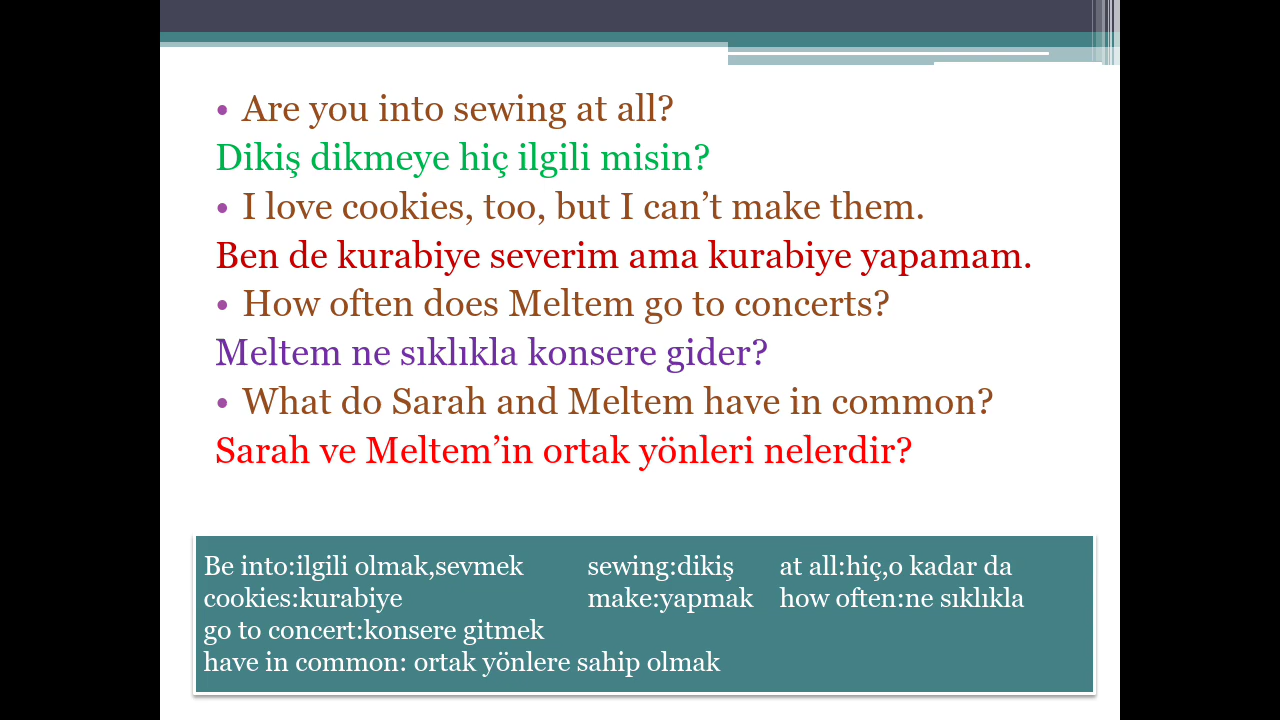 • Are you into sewing at all?
Dikiş dikmeye hiç ilgili misin?
• I love cookies, too, but I can’t make them.
Ben de kurabiye severim ama kurabiye yapamam.
• How often does Meltem go to concerts?
Meltem ne sıklıkla konsere gider?
• What do Sarah and Meltem have in common?
Sarah ve Meltem’in ortak yönleri nelerdir?
Be into:ilgili olmak,sevmek sewing:dikiş at all:hiç,o kadar da
cookies:kurabiye make:yapmak how often:ne sıklıkla
go to concert:konsere gitmek
have in common: ortak yönlere sahip olmak